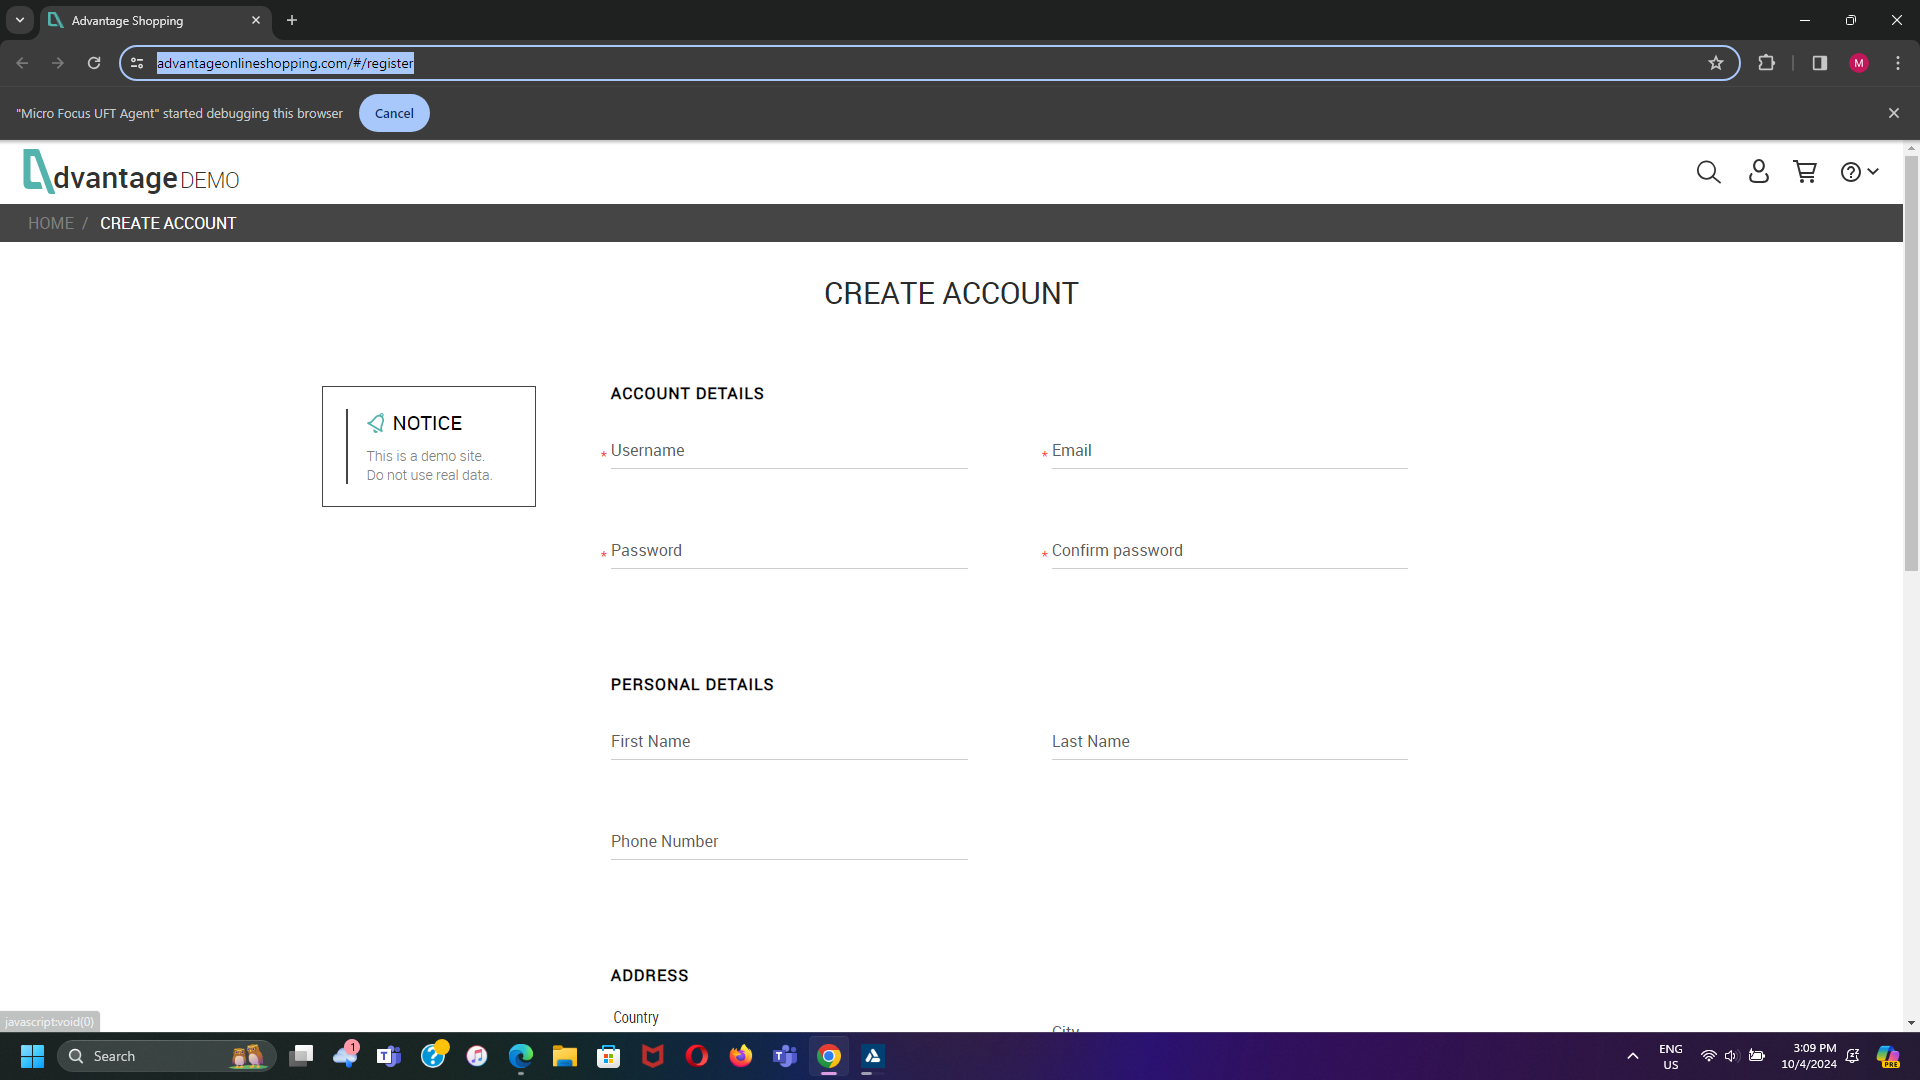 Advantage Shopping
advantageonlineshopping.com/#/register
M
"Micro Focus UFT Agent" started debugging this browser
Cancel
dvantage DEMO
HOME / CREATE ACCOUNT
CREATE ACCOUNT
NOTICE
This is a demo site.
Do not use real data.
ACCOUNT DETAILS
* Username
* Email
* Password
* Confirm password
PERSONAL DETAILS
First Name
Last Name
Phone Number
ADDRESS
Country
City
javascript:void(0)
Search
1
ENG
US
3:09 PM
10/4/2024
PRE